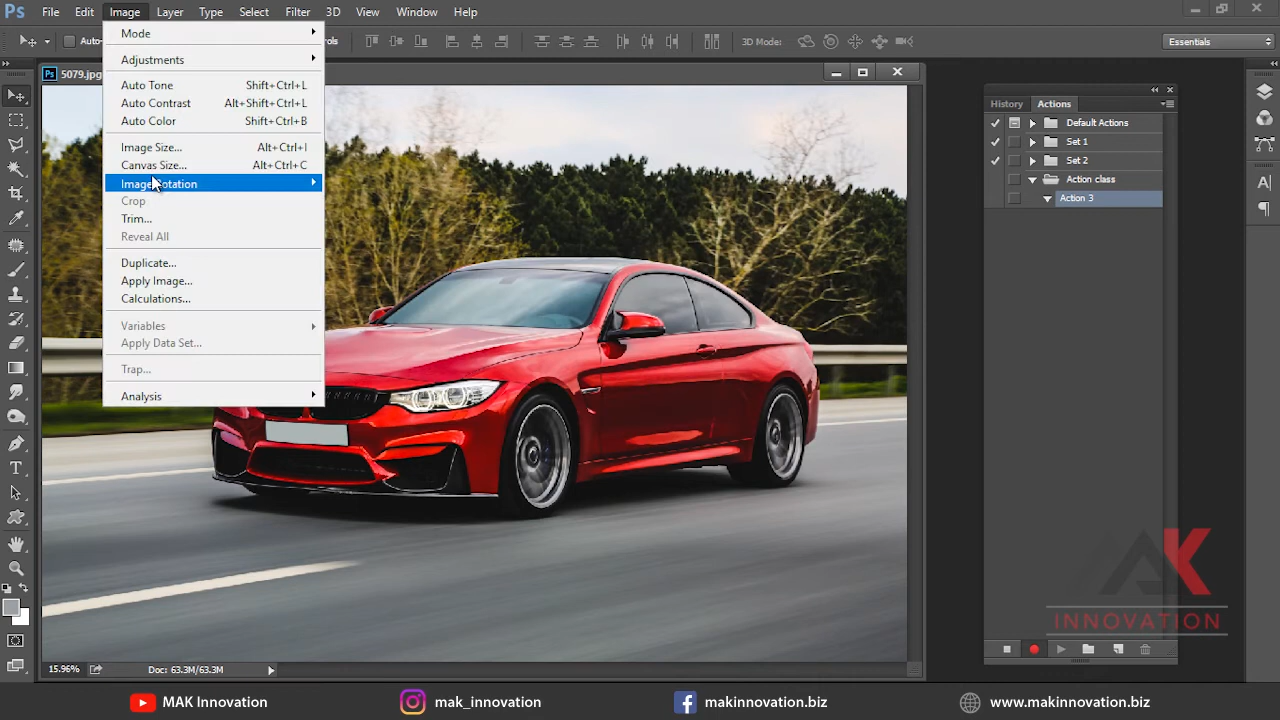 Ps File Edit Image Layer Type Select Filter 3D View Window Help
Auto- rols 3D Mode: Essentials
Ps 5079.jpg
Mode
Adjustments
Auto Tone Shift+Ctrl+L
Auto Contrast Alt+Shift+Ctrl+L
Auto Color Shift+Ctrl+B
Image Size... Alt+Ctrl+I
Canvas Size... Alt+Ctrl+C
Image Rotation
Crop
Trim...
Reveal All
Duplicate...
Apply Image...
Calculations...
Variables
Apply Data Set...
Trap...
Analysis
History Actions
Default Actions
Set 1
Set 2
Action class
Action 3
AK
INNOVATION
15.96% Doc: 63.3M/63.3M
MAK Innovation mak_innovation makinnovation.biz www.makinnovation.biz